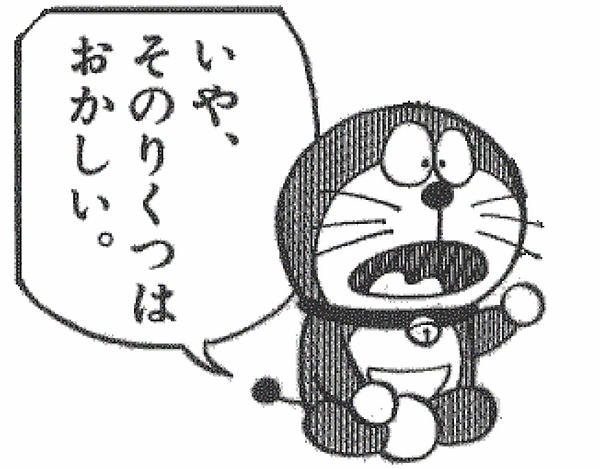 いや、
そのりくつは
おかしい。